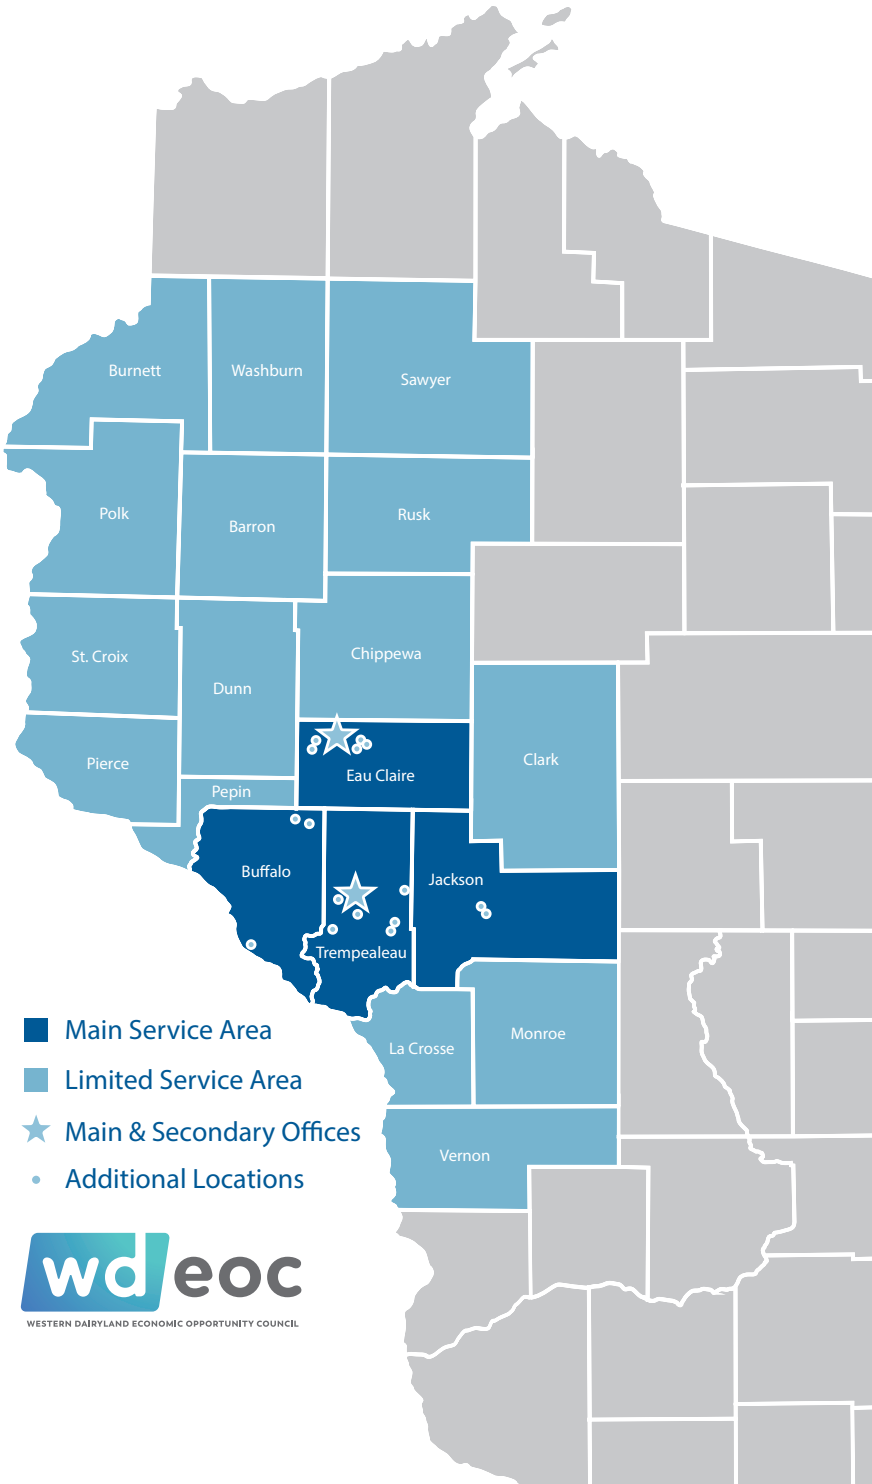 Burnett
Washburn
Sawyer
Polk
Barron
Rusk
St. Croix
Dunn
Chippewa
Pierce
Pepin
Eau Claire
Clark
Buffalo
Jackson
Trempealeau
La Crosse
Monroe
Vernon
Main Service Area
Limited Service Area
Main & Secondary Offices
Additional Locations
wd eoc
WESTERN DAIRYLAND ECONOMIC OPPORTUNITY COUNCIL